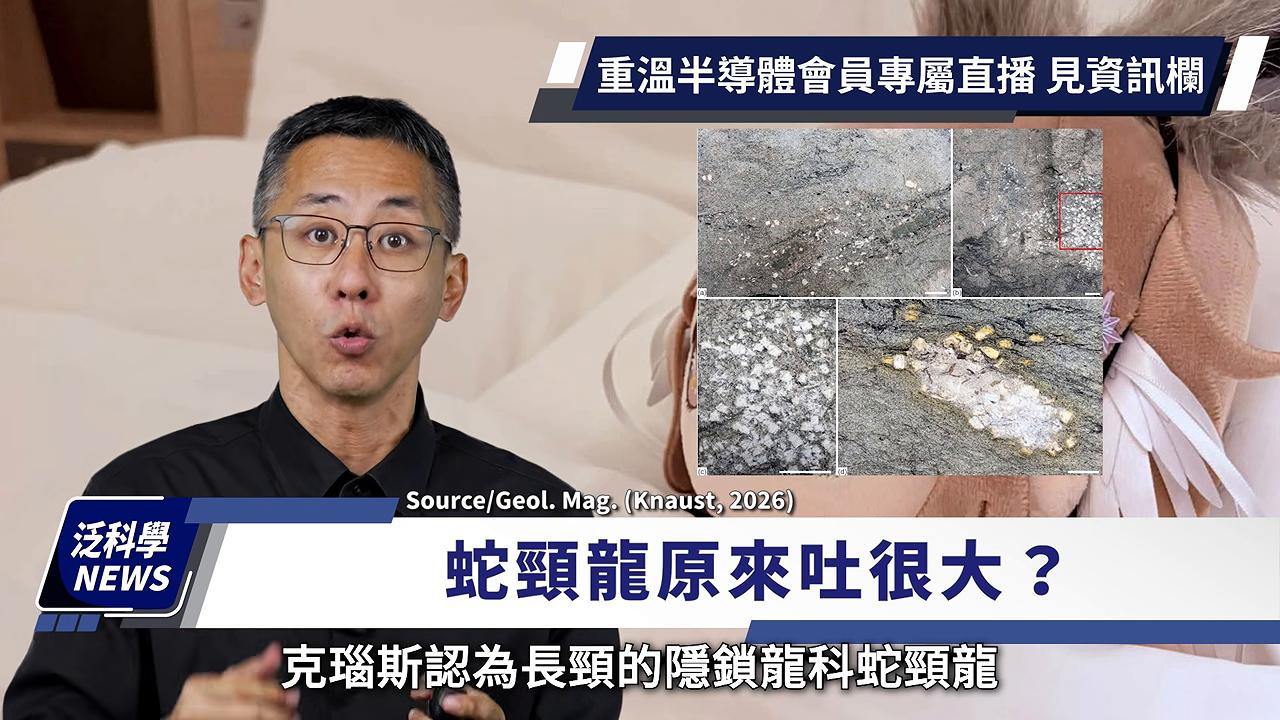 重溫半導體會員專屬直播 見資訊欄
(a)
(b)
(c)
(d)
Source/Geol. Mag. (Knaust, 2026)
泛科學
NEWS
蛇頸龍原來吐很大？
克瑙斯認為長頸的隱鎖龍科蛇頸龍